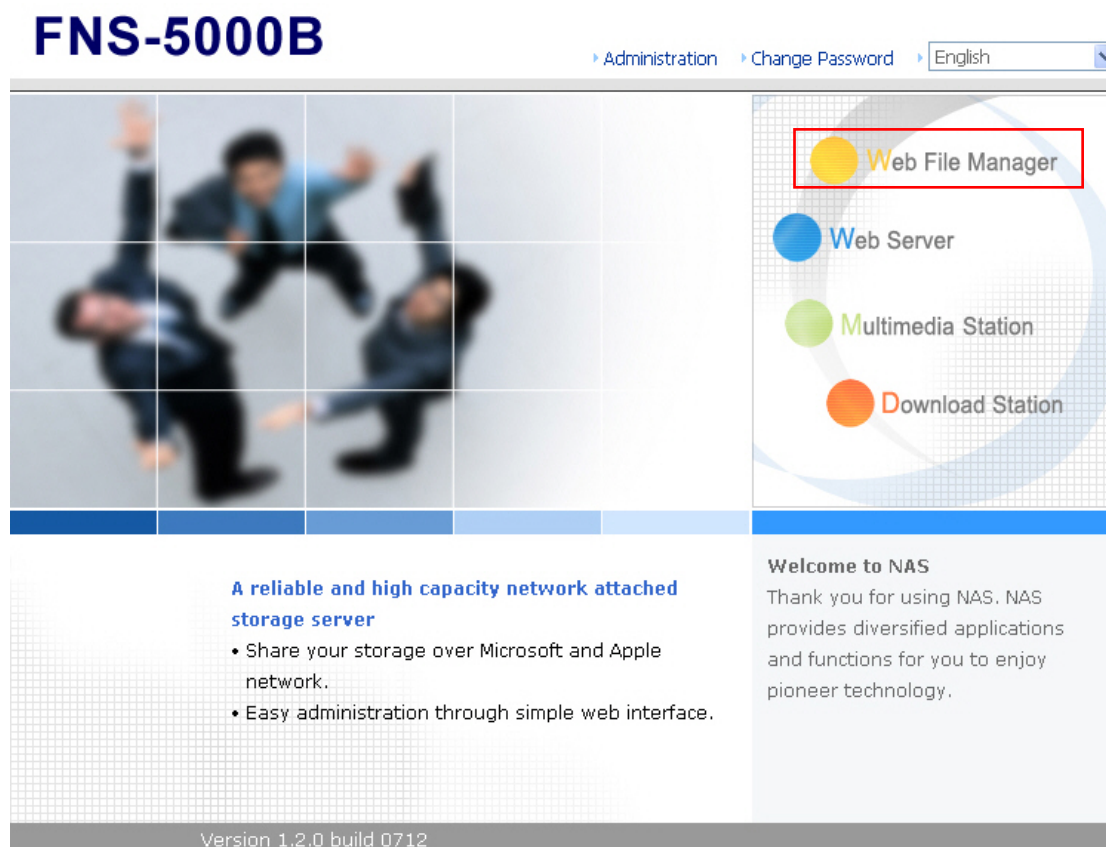 FNS-5000B
Administration
Change Password
English
Web File Manager
Web Server
Multimedia Station
Download Station
A reliable and high capacity network attached
storage server
• Share your storage over Microsoft and Apple
network.
• Easy administration through simple web interface.
Welcome to NAS
Thank you for using NAS. NAS
provides diversified applications
and functions for you to enjoy
pioneer technology.
Version 1.2.0 build 0712